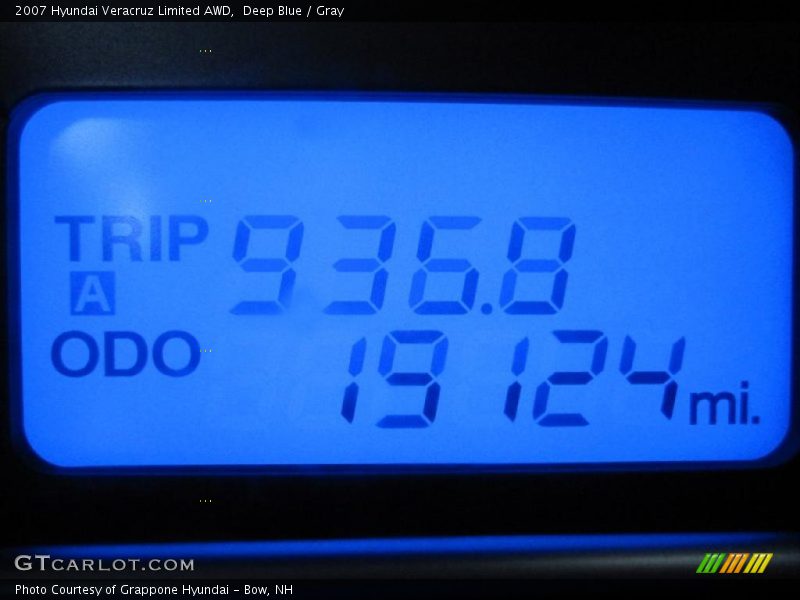 2007 Hyundai Veracruz Limited AWD, Deep Blue / Gray
TRIP 936.8
A
ODO 19124 mi.
GTCARLOT.COM
Photo Courtesy of Grappone Hyundai - Bow, NH